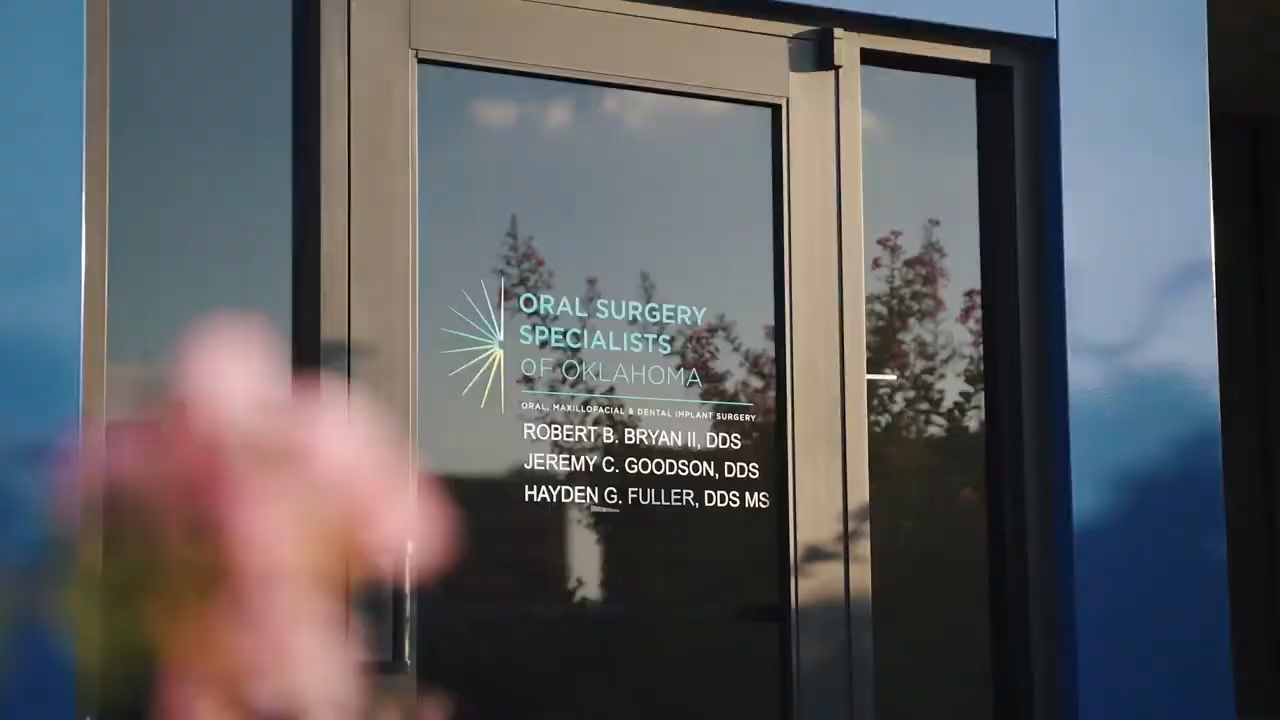 ORAL SURGERY
SPECIALISTS
OF OKLAHOMA
ORAL, MAXILLOFACIAL & DENTAL IMPLANT SURGERY
ROBERT B. BRYAN II, DDS
JEREMY C. GOODSON, DDS
HAYDEN G. FULLER, DDS MS